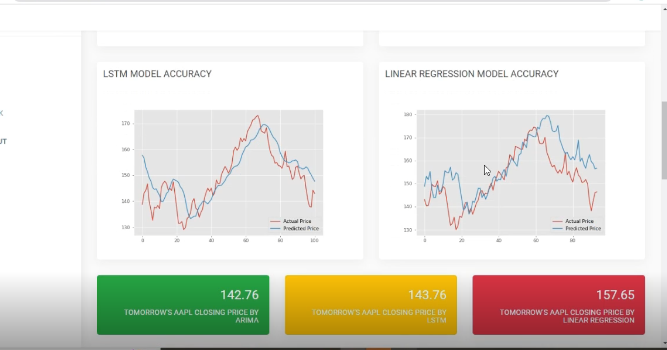 LSTM MODEL ACCURACY
LINEAR REGRESSION MODEL ACCURACY
170
160
150
140
130
0 20 40 60 80 100
Actual Price
Predicted Price
180
170
160
150
140
130
0 20 40 60 80
Actual Price
Predicted Price
UT
142.76
TOMORROW'S AAPL CLOSING PRICE BY
ARIMA
143.76
TOMORROW'S AAPL CLOSING PRICE BY
LSTM
157.65
TOMORROW'S AAPL CLOSING PRICE BY
LINEAR REGRESSION